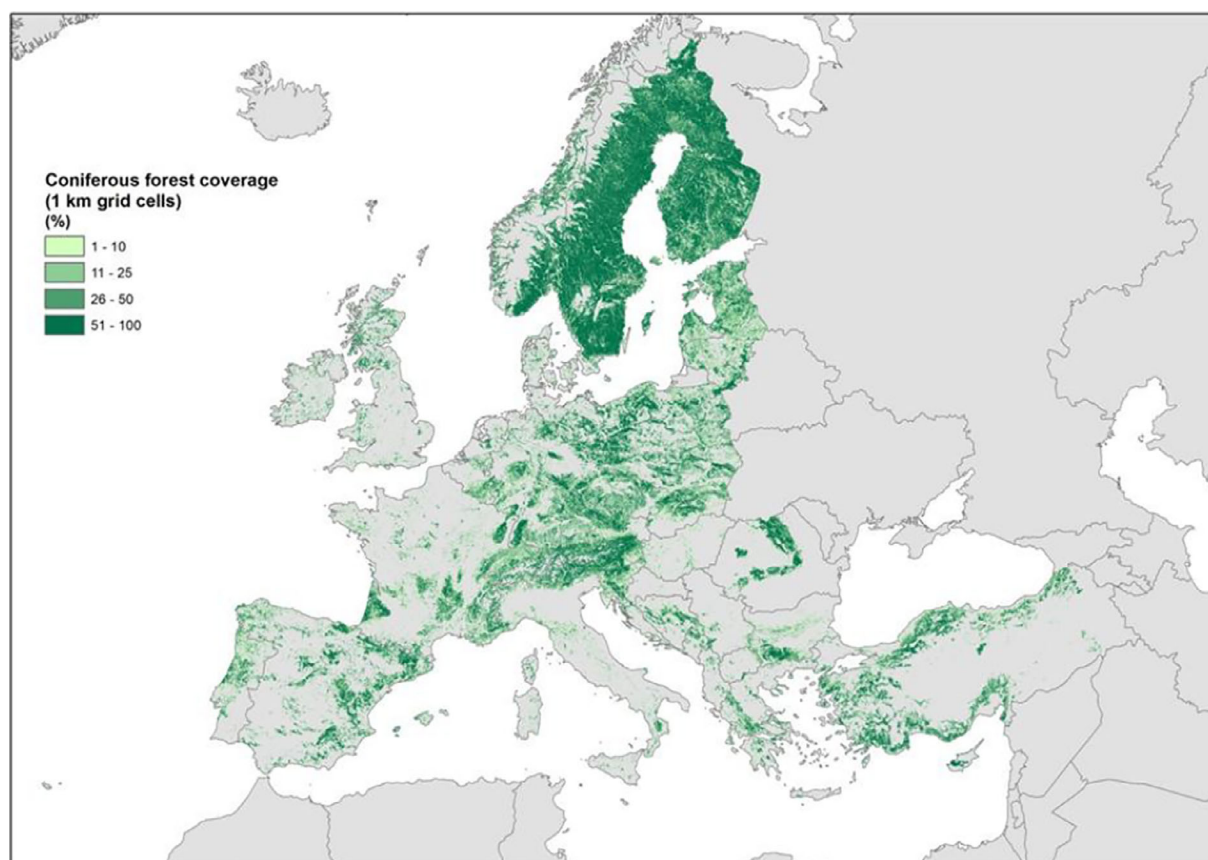 Coniferous forest coverage
(1 km grid cells)
(%)
1 - 10
11 - 25
26 - 50
51 - 100